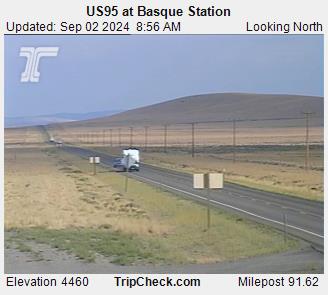 US95 at Basque Station
Updated: Sep 02 2024 8:56 AM Looking North
Elevation 4460 TripCheck.com Milepost 91.62